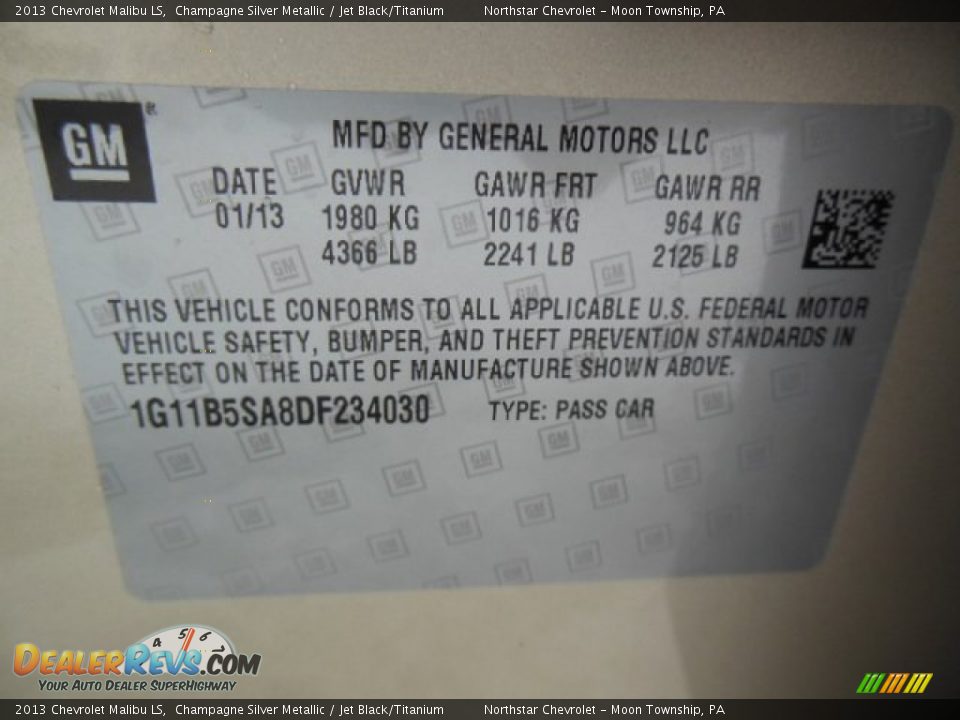 2013 Chevrolet Malibu LS, Champagne Silver Metallic / Jet Black/Titanium Northstar Chevrolet - Moon Township, PA
GM ®
MFD BY GENERAL MOTORS LLC
DATE GVWR GAWR FRT GAWR RR
01/13 1980 KG 1016 KG 964 KG
4366 LB 2241 LB 2125 LB
THIS VEHICLE CONFORMS TO ALL APPLICABLE U.S. FEDERAL MOTOR
VEHICLE SAFETY, BUMPER, AND THEFT PREVENTION STANDARDS IN
EFFECT ON THE DATE OF MANUFACTURE SHOWN ABOVE.
1G11B5SA8DF234030 TYPE: PASS CAR
4 5 6
DEALERREVS.COM
YOUR AUTO DEALER SUPERHIGHWAY
2013 Chevrolet Malibu LS, Champagne Silver Metallic / Jet Black/Titanium Northstar Chevrolet - Moon Township, PA